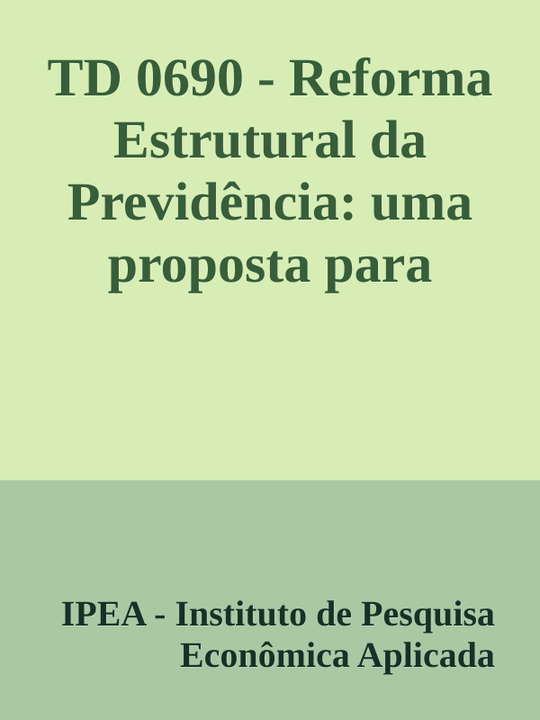 TD 0690 - Reforma
Estrutural da
Previdência: uma
proposta para
IPEA - Instituto de Pesquisa
Econômica Aplicada